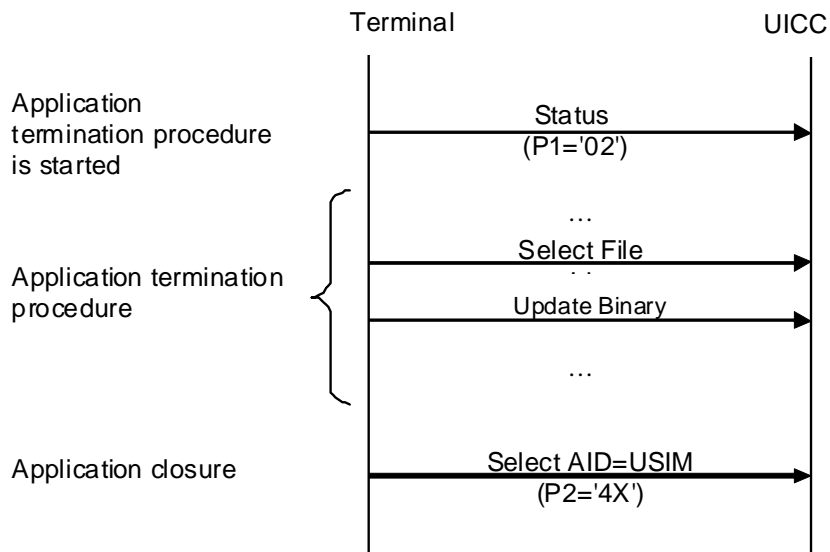 Terminal
UICC
Application
termination procedure
is started
Status
(P1='02')
...
Select File
. .
Application termination
procedure
Update Binary
...
Application closure
Select AID=USIM
(P2='4X')